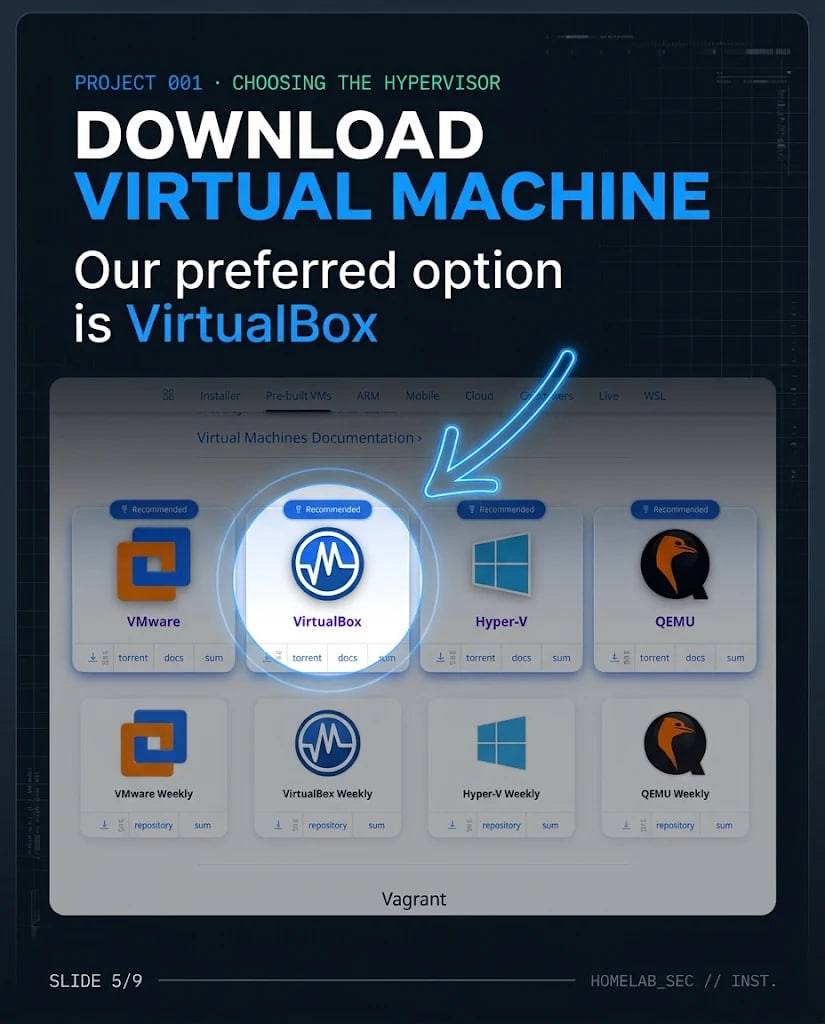 PROJECT 001 · CHOOSING THE HYPERVISOR
DOWNLOAD
VIRTUAL MACHINE
Our preferred option
is VirtualBox
Installer Pre-built VMs ARM Mobile Cloud Live WSL
Virtual Machines Documentation ›
Recommended Recommended Recommended Recommended
VMware VirtualBox Hyper-V QEMU
torrent docs sum torrent docs sum torrent docs sum torrent docs sum
VMware Weekly VirtualBex Weekly Hyper-V Weekly QEMU Weekly
repository sum repository sum repository sum repository sum
Vagrant
SLIDE 5/9 HOMELAB_SEC // INST.